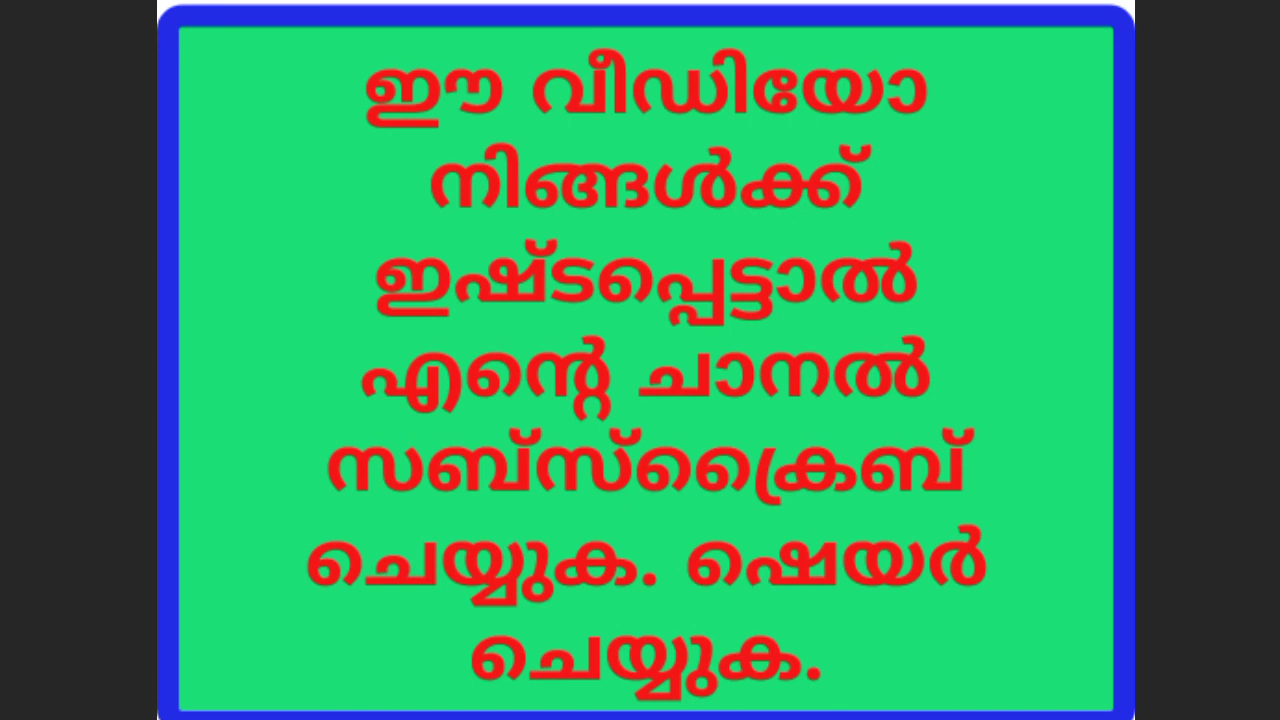 ഈ വീഡിയോ
നിങ്ങൾക്ക്
ഇഷ്ടപ്പെട്ടാൽ
എന്റെ ചാനൽ
സബ്സ്ക്രൈബ്
ചെയ്യുക. ഷെയർ
ചെയ്യുക.